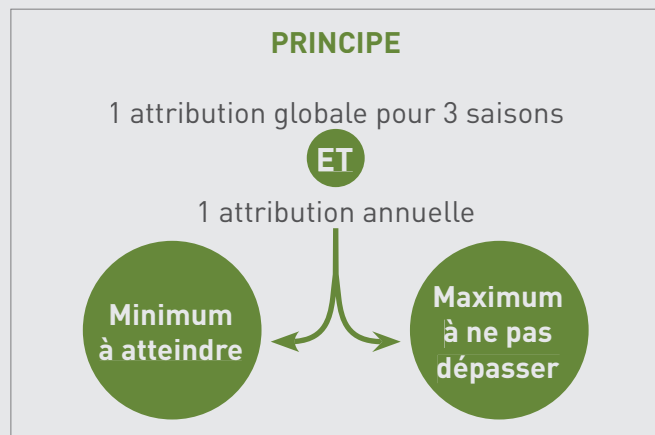 PRINCIPE
1 attribution globale pour 3 saisons
ET
1 attribution annuelle
Minimum
à atteindre
Maximum
à ne pas
dépasser